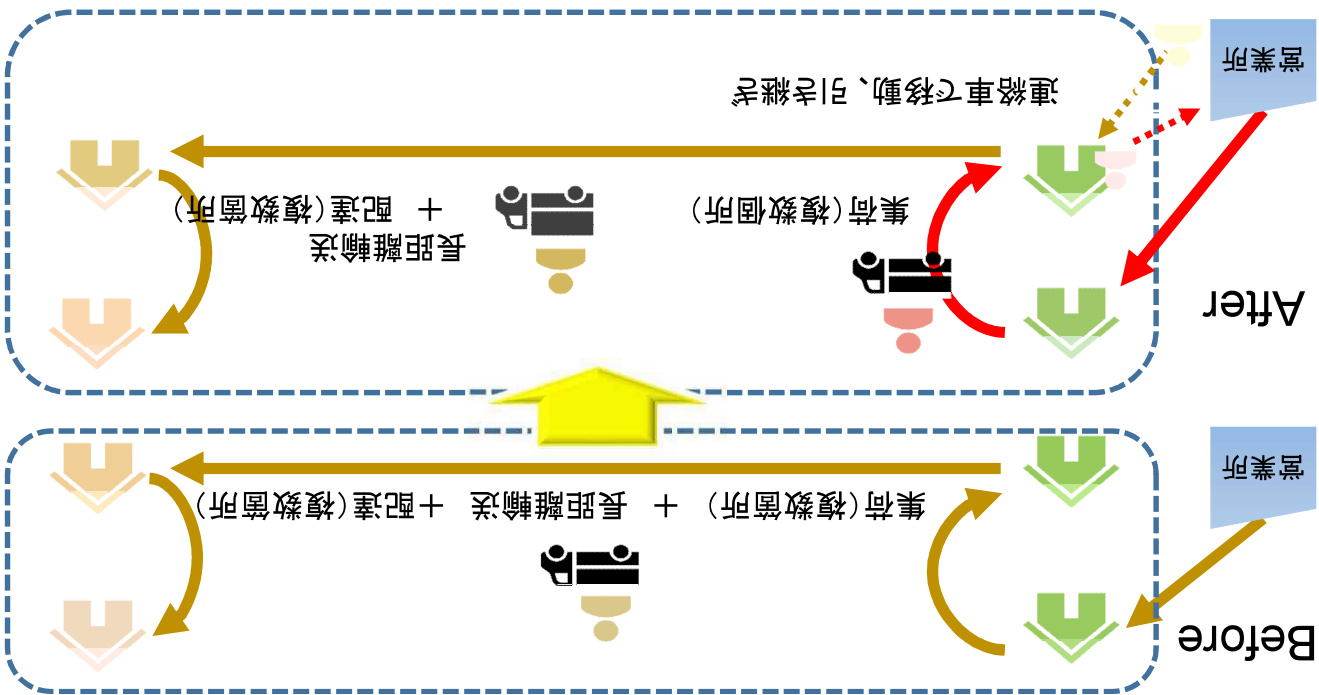 Before
集荷(複数箇所) ＋ 長距離輸送 ＋配達(複数箇所)
営業所
After
集荷(複数個所)
長距離輸送
＋ 配達(複数箇所)
連絡車で移動、引き継ぎ
営業所